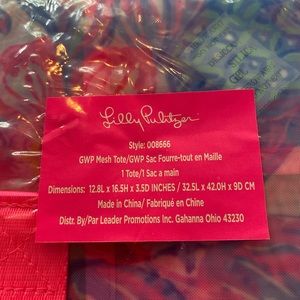 Lilly Pulitzer
Style: 008666
GWP Mesh Tote/GWP Sac Fourre-tout en Maille
1 Tote/1 Sac a main
Dimensions: 12.8L x 16.5H x 3.5D INCHES / 32.5L x 42.0H x 9D CM
Made in China/ Fabriqué en Chine
Distr. By/Par Leader Promotions Inc. Gahanna Ohio 43230